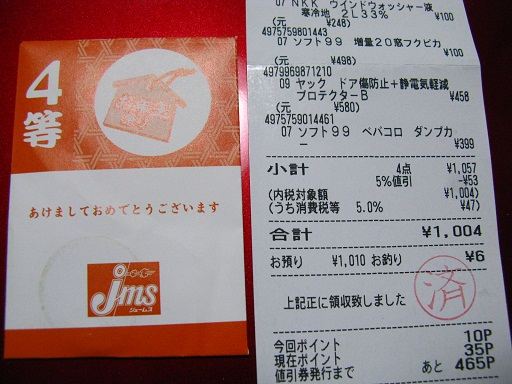 4等
あけましておめでとうございます
jms
ジェームス
07 NKK ウインドウォッシャー液
寒冷地 2L33% ¥100
(元 ¥248)
4975759801443
07 ソフト99 増量20窓フクピカ
¥100
(元 ¥498)
4979969871210
09 ヤック ドア傷防止+静電気軽減
プロテクターB ¥458
(元 ¥580)
4975759014461
07 ソフト99 ペパコロ ダンプカ
ー ¥399
小計 4点 ¥1,057
5%値引 -¥53
(内税対象額 ¥1,004)
(うち消費税等 5.0% ¥47)
合計 ¥1,004
お預り ¥1,010 お釣り ¥6
上記正に領収致しました
済
今回ポイント 10P
現在ポイント 35P
値引券発行まで あと 465P